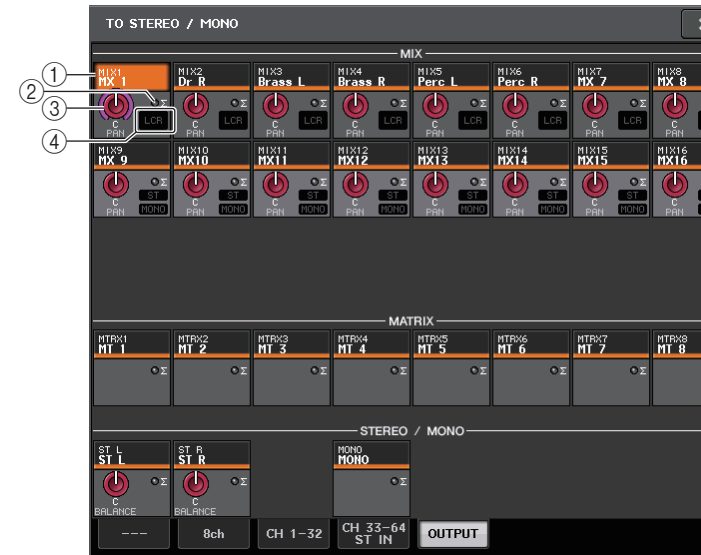 TO STEREO / MONO
MIX
1
2
3
4
MIX1 MIX2 MIX3 MIX4 MIX5 MIX6 MIX7 MIX8
MX 1 Dr R Brass L Brass R Perc L Perc R MX 7 MX 8
Σ Σ Σ Σ Σ Σ Σ
LCR LCR LCR LCR LCR LCR LCR
C C C C C C C C
PAN PAN PAN PAN PAN PAN PAN PAN
MIX9 MIX10 MIX11 MIX12 MIX13 MIX14 MIX15 MIX16
MX 9 MX10 MX11 MX12 MX13 MX14 MX15 MX16
Σ Σ Σ Σ Σ Σ Σ
ST ST ST ST ST ST ST
C C C C C C C C
PAN MONO PAN MONO PAN MONO PAN MONO PAN MONO PAN MONO PAN MONO PAN
MATRIX
MTRX1 MTRX2 MTRX3 MTRX4 MTRX5 MTRX6 MTRX7 MTRX8
MT 1 MT 2 MT 3 MT 4 MT 5 MT 6 MT 7 MT 8
Σ Σ Σ Σ Σ Σ Σ
STEREO / MONO
ST L ST R MONO
ST L ST R MONO
Σ Σ Σ
C C
BALANCE BALANCE
--- 8ch CH 1-32 CH 33-64 OUTPUT
ST IN